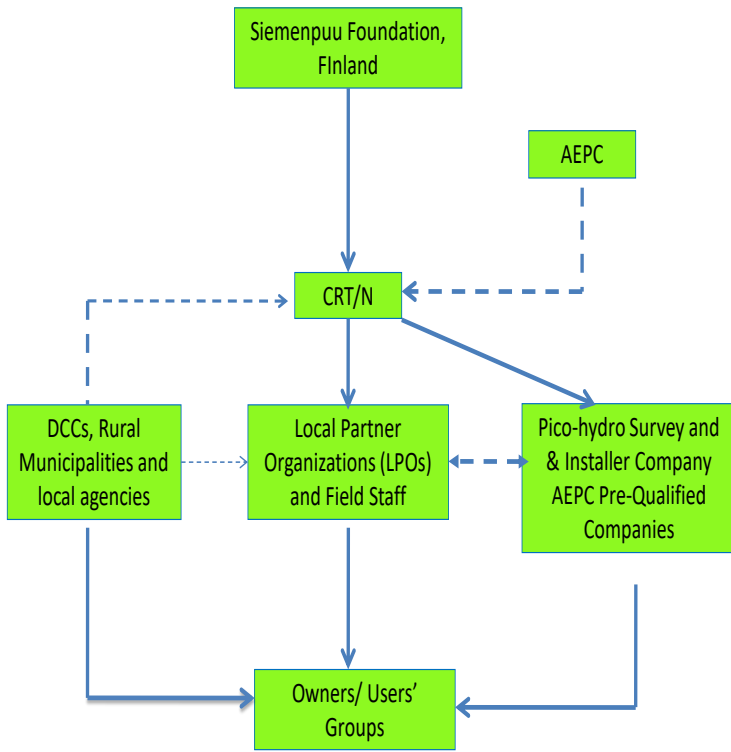 Siemenpuu Foundation,
FInland
AEPC
CRT/N
DCCs, Rural
Municipalities and
local agencies
Local Partner
Organizations (LPOs)
and Field Staff
Pico-hydro Survey and
& Installer Company
AEPC Pre-Qualified
Companies
Owners/ Users’
Groups